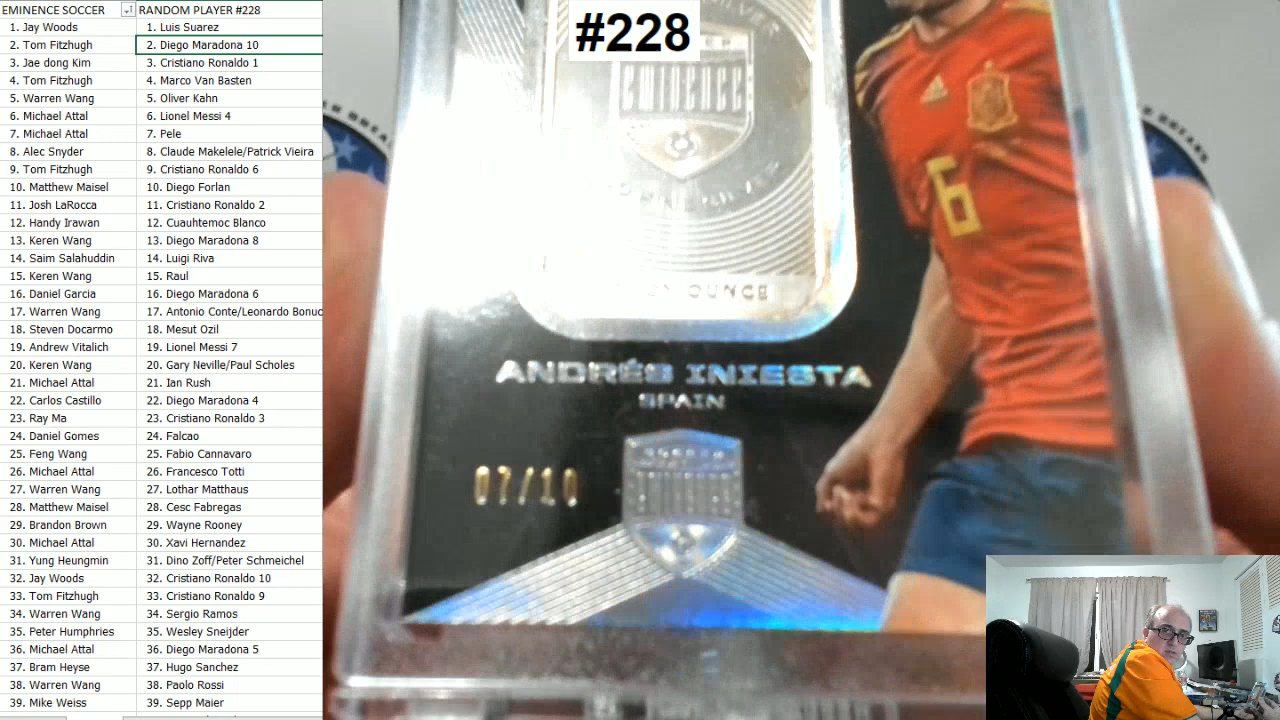 EMINENCE SOCCER RANDOM PLAYER #228
1. Jay Woods 1. Luis Suarez
2. Tom Fitzhugh 2. Diego Maradona 10
3. Jae dong Kim 3. Cristiano Ronaldo 1
4. Tom Fitzhugh 4. Marco Van Basten
5. Warren Wang 5. Oliver Kahn
6. Michael Attal 6. Lionel Messi 4
7. Michael Attal 7. Pele
8. Alec Snyder 8. Claude Makelele/Patrick Vieira
9. Tom Fitzhugh 9. Cristiano Ronaldo 6
10. Matthew Maisel 10. Diego Forlan
11. Josh LaRocca 11. Cristiano Ronaldo 2
12. Handy Irawan 12. Cuauhtemoc Blanco
13. Keren Wang 13. Diego Maradona 8
14. Saim Salahuddin 14. Luigi Riva
15. Keren Wang 15. Raul
16. Daniel Garcia 16. Diego Maradona 6
17. Warren Wang 17. Antonio Conte/Leonardo Bonuc
18. Steven Docarmo 18. Mesut Ozil
19. Andrew Vitalich 19. Lionel Messi 7
20. Keren Wang 20. Gary Neville/Paul Scholes
21. Michael Attal 21. Ian Rush
22. Carlos Castillo 22. Diego Maradona 4
23. Ray Ma 23. Cristiano Ronaldo 3
24. Daniel Gomes 24. Falcao
25. Feng Wang 25. Fabio Cannavaro
26. Michael Attal 26. Francesco Totti
27. Warren Wang 27. Lothar Matthaus
28. Matthew Maisel 28. Cesc Fabregas
29. Brandon Brown 29. Wayne Rooney
30. Michael Attal 30. Xavi Hernandez
31. Yung Heungmin 31. Dino Zoff/Peter Schmeichel
32. Jay Woods 32. Cristiano Ronaldo 10
33. Tom Fitzhugh 33. Cristiano Ronaldo 9
34. Warren Wang 34. Sergio Ramos
35. Peter Humphries 35. Wesley Sneijder
36. Michael Attal 36. Diego Maradona 5
37. Bram Heyse 37. Hugo Sanchez
38. Warren Wang 38. Paolo Rossi
39. Mike Weiss 39. Sepp Maier
#228
EMINENCE
OUNCE
6
ANDRÉS INIESTA
SPAIN
07/10